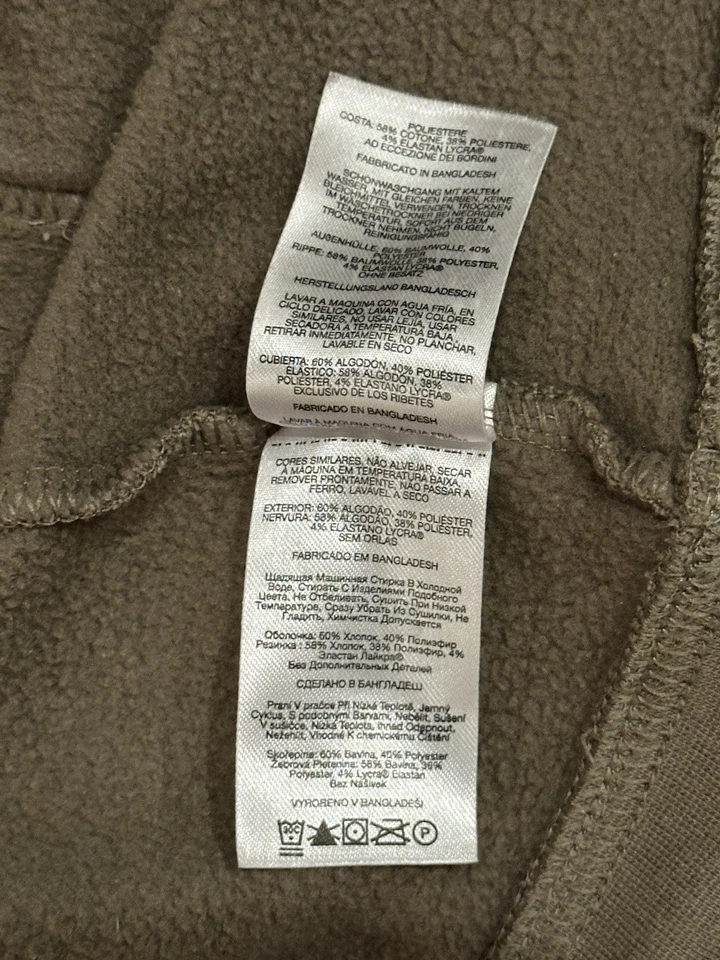 POLIESTERE
COSTA: 58% COTONE, 38% POLIESTERE,
4% ELASTAN LYCRA®
AD ECCEZIONE DEI BORDINI
FABBRICATO IN BANGLADESH
SCHONWASCHGANG MIT KALTEM
WASSER, MIT GLEICHEN FARBEN, KEINE
BLEICHMITTEL VERWENDEN, TROCKNEN
IM WÄSCHETROCKNER BEI NIEDRIGER
TEMPERATUR, SOFORT AUS DEM
TROCKNER NEHMEN, NICHT BÜGELN,
REINIGUNGSFÄHIG
AUßENHÜLLE, 60% BAUMWOLLE, 40%
POLYESTER
RIPPE: 58% BAUMWOLLE, 38% POLYESTER,
4% ELASTAN LYCRA®
OHNE BESATZ
HERSTELLUNGSLAND BANGLADESCH
LAVAR A MAQUINA CON AGUA FRÍA, EN
CICLO DELICADO, LAVAR CON COLORES
SIMILARES, NO USAR LEJÍA, USAR
SECADORA A TEMPERATURA BAJA,
RETIRAR INMEDIATAMENTE, NO PLANCHAR,
LAVABLE EN SECO
CUBIERTA: 60% ALGODÓN, 40% POLIÉSTER
ELÁSTICO: 58% ALGODÓN, 38%
POLIÉSTER, 4% ELASTANO LYCRA®
EXCLUSIVO DE LOS RIBETES
FABRICADO EN BANGLADESH
LAVAR À MAQUINA COM AGUA FRIA
CORES SIMILARES, NÃO ALVEJAR, SECAR
À MÁQUINA EM TEMPERATURA BAIXA,
REMOVER PRONTAMENTE, NÃO PASSAR A
FERRO, LAVÁVEL A SECO
EXTERIOR: 60% ALGODÃO, 40% POLIÉSTER
NERVURA: 58% ALGODÃO, 38% POLIÉSTER,
4% ELASTANO LYCRA®
SEM ORLAS
FABRICADO EM BANGLADESH
Щадящая Машинная Стирка В Холодной
Воде, Стирать С Изделиями Подобного
Цвета, Не Отбеливать, Сушить При Низкой
Температуре, Сразу Убрать Из Сушилки, Не
Гладить, Химчистка Допускается
Оболочка: 60% Хлопок, 40% Полиэфир
Резинка : 58% Хлопок, 38% Полиэфир, 4%
Эластан Лайкра®
Без Дополнительных Деталей
СДЕЛАНО В БАНГЛАДЕШ
Praní V pračce Při Nízké Teplotě, Jemný
Cyklus, S podobnými Barvami, Nebělit, Sušení
V sušičce, Nízká Teplota, Ihned Odepnout,
Nežehlit, Vhodné K chemickému Čištění
Skořepina: 60% Bavlna, 40% Polyester
Žebrová Pletenina: 58% Bavlna, 38%
Polyester, 4% Lycra® Elastan
Bez Nášivek
VYROBENO V BANGLADÉŠI
30C P